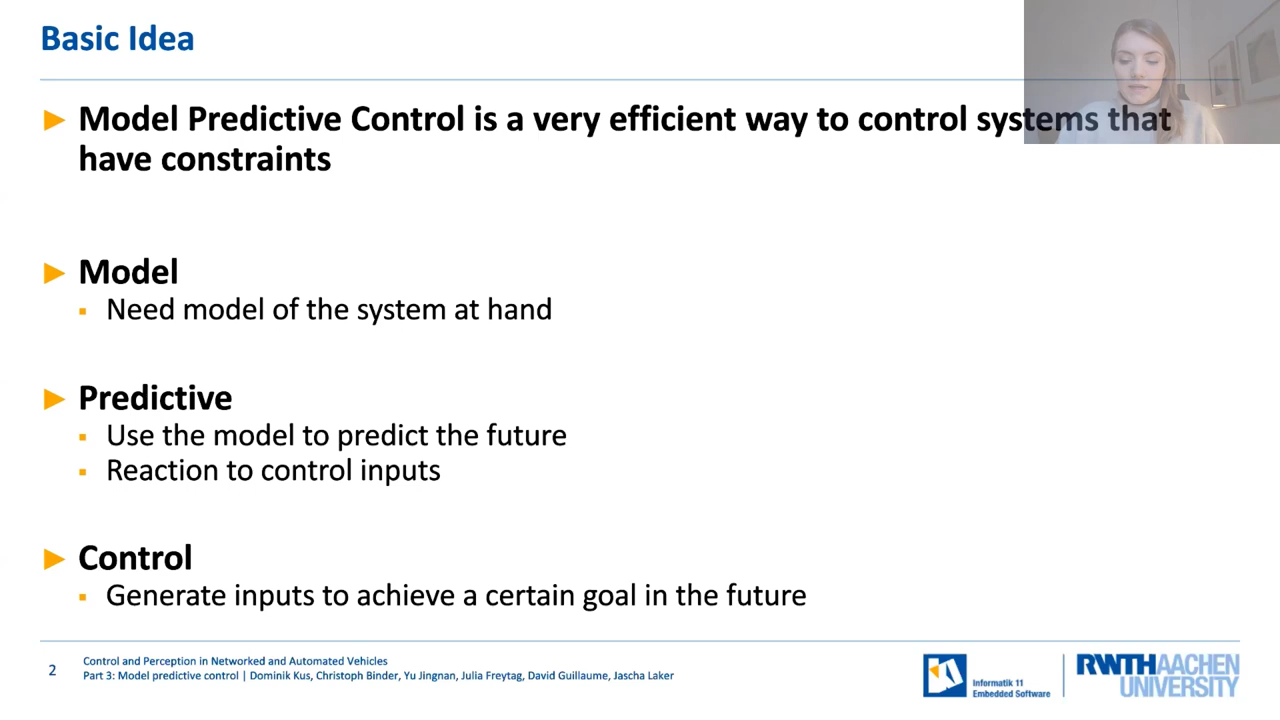 Basic Idea
Model Predictive Control is a very efficient way to control systems that
have constraints
Model
Need model of the system at hand
Predictive
Use the model to predict the future
Reaction to control inputs
Control
Generate inputs to achieve a certain goal in the future
2
Control and Perception in Networked and Automated Vehicles
Part 3: Model predictive control | Dominik Kus, Christoph Binder, Yu Jingnan, Julia Freytag, David Guillaume, Jascha Laker
Informatik 11
Embedded Software
RWTH AACHEN
UNIVERSITY